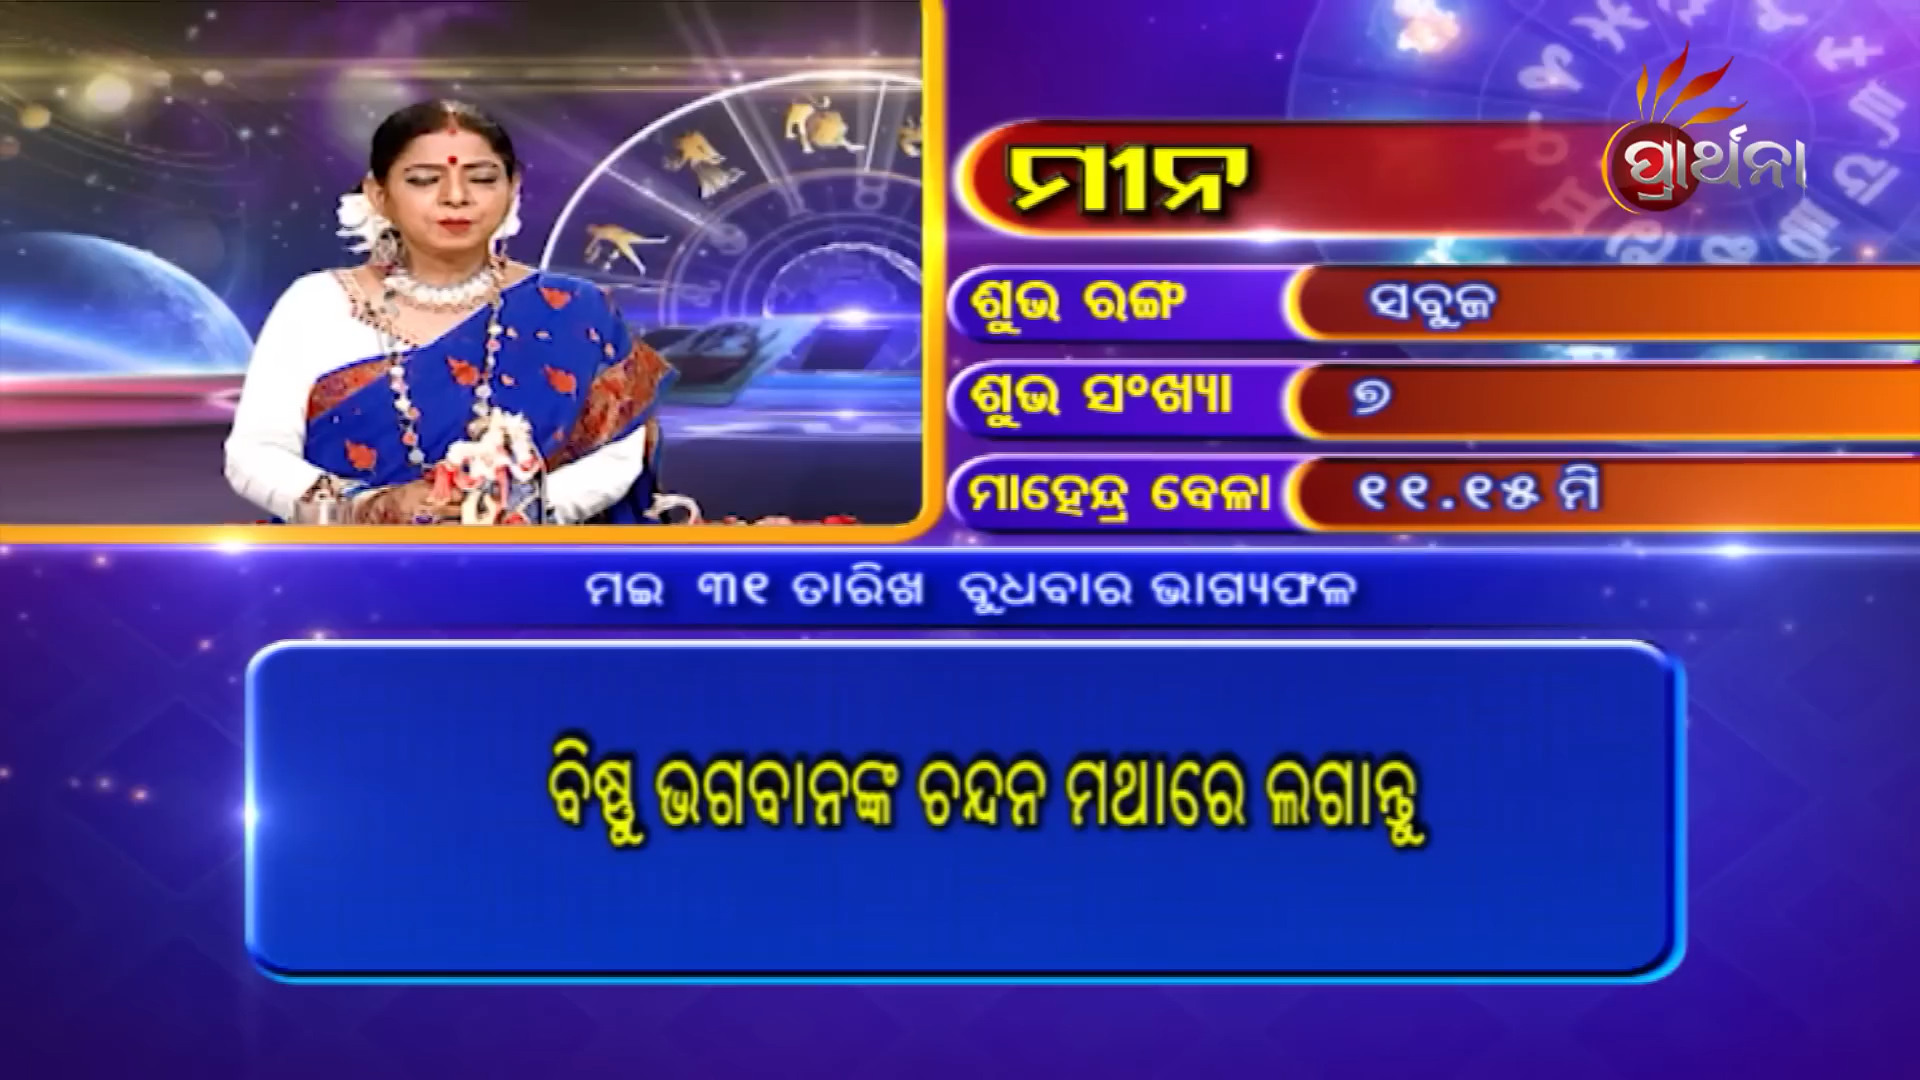 ମୀନ
ପ୍ରାର୍ଥନା
ଶୁଭ ରଙ୍ଗ ସବୁଜ
ଶୁଭ ସଂଖ୍ୟା ୭
ମାହେନ୍ଦ୍ର ବେଳା ୧୧.୧୫ ମି
ମଇ ୩୧ ତାରିଖ ବୁଧବାର ଭାଗ୍ୟଫଳ
ବିଷ୍ଣୁ ଭଗବାନଙ୍କ ଚନ୍ଦନ ମଥାରେ ଲଗାନ୍ତୁ